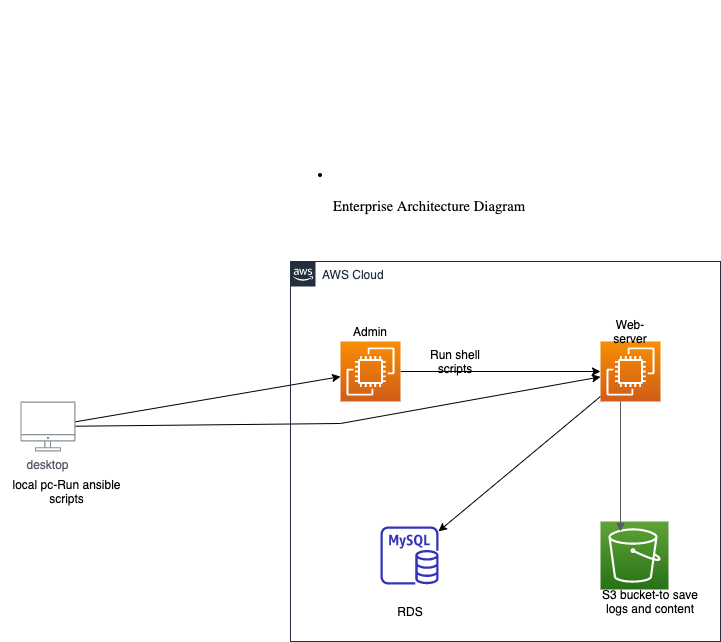 Enterprise Architecture Diagram
aws
AWS Cloud
Admin
Web-
server
Run shell
scripts
desktop
local pc-Run ansible
scripts
MySQL
RDS
S3 bucket-to save
logs and content